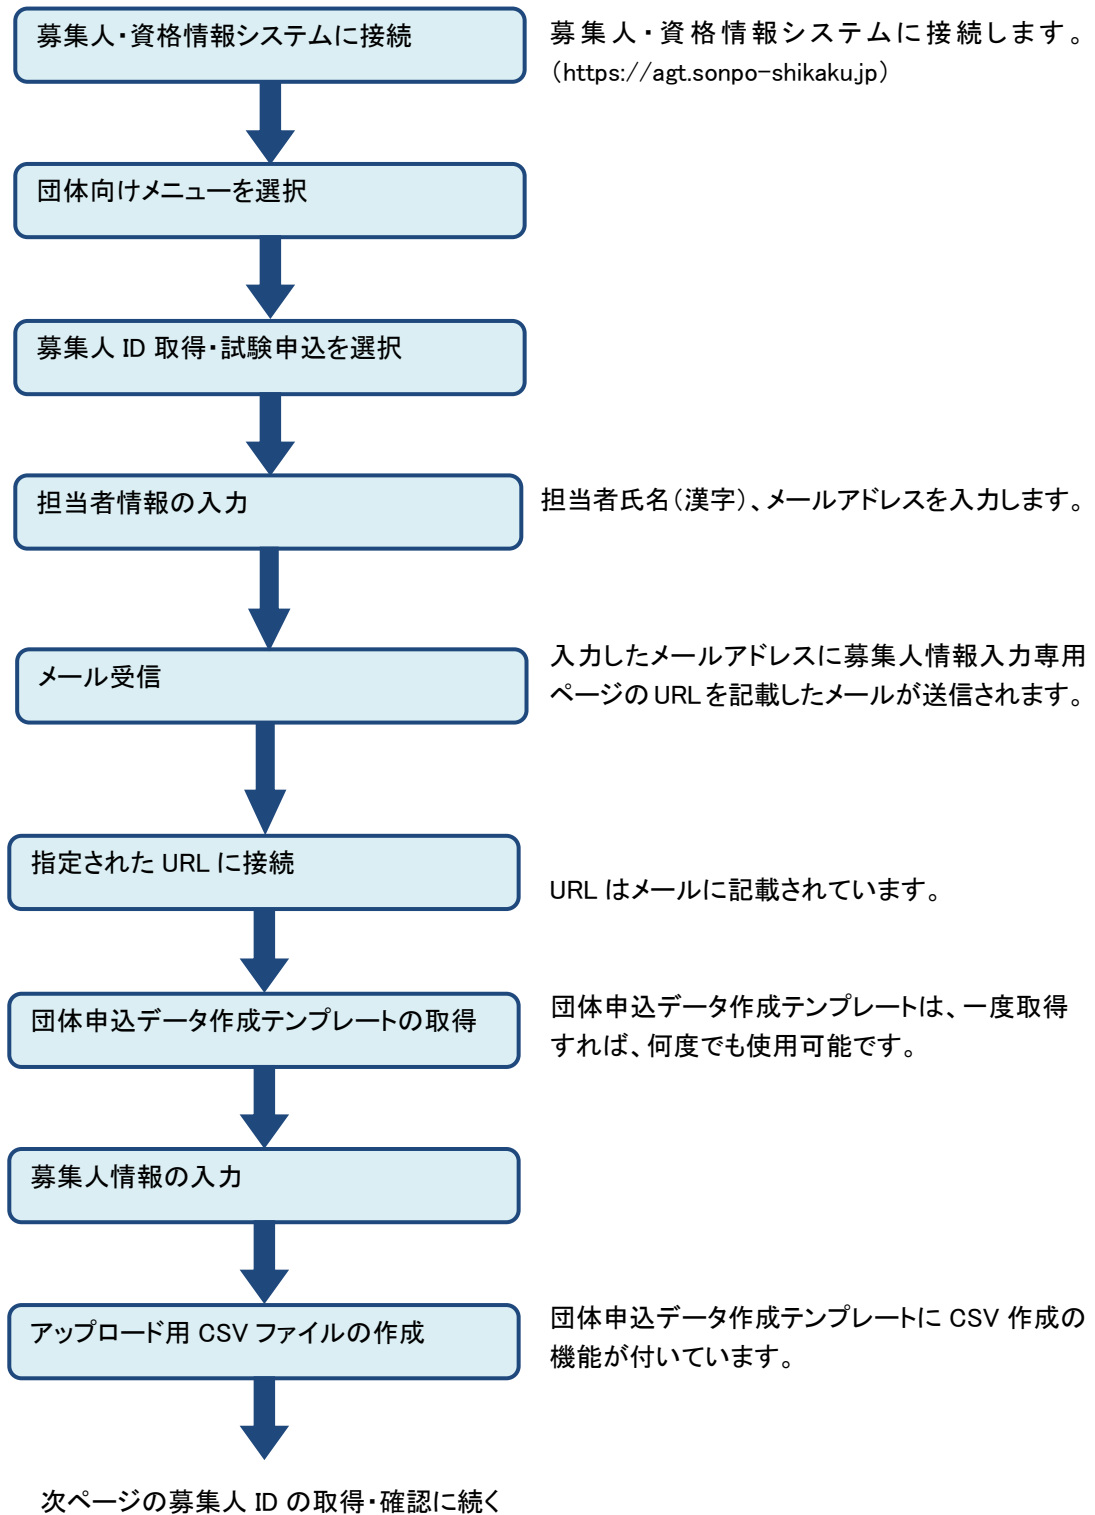 募集人・資格情報システムに接続
募集人・資格情報システムに接続します。
（https://agt.sonpo-shikaku.jp）
団体向けメニューを選択
募集人 ID 取得・試験申込を選択
担当者情報の入力
担当者氏名（漢字）、メールアドレスを入力します。
メール受信
入力したメールアドレスに募集人情報入力専用
ページの URL を記載したメールが送信されます。
指定された URL に接続
URL はメールに記載されています。
団体申込データ作成テンプレートの取得
団体申込データ作成テンプレートは、一度取得
すれば、何度でも使用可能です。
募集人情報の入力
アップロード用 CSV ファイルの作成
団体申込データ作成テンプレートに CSV 作成の
機能が付いています。
次ページの募集人 ID の取得・確認に続く